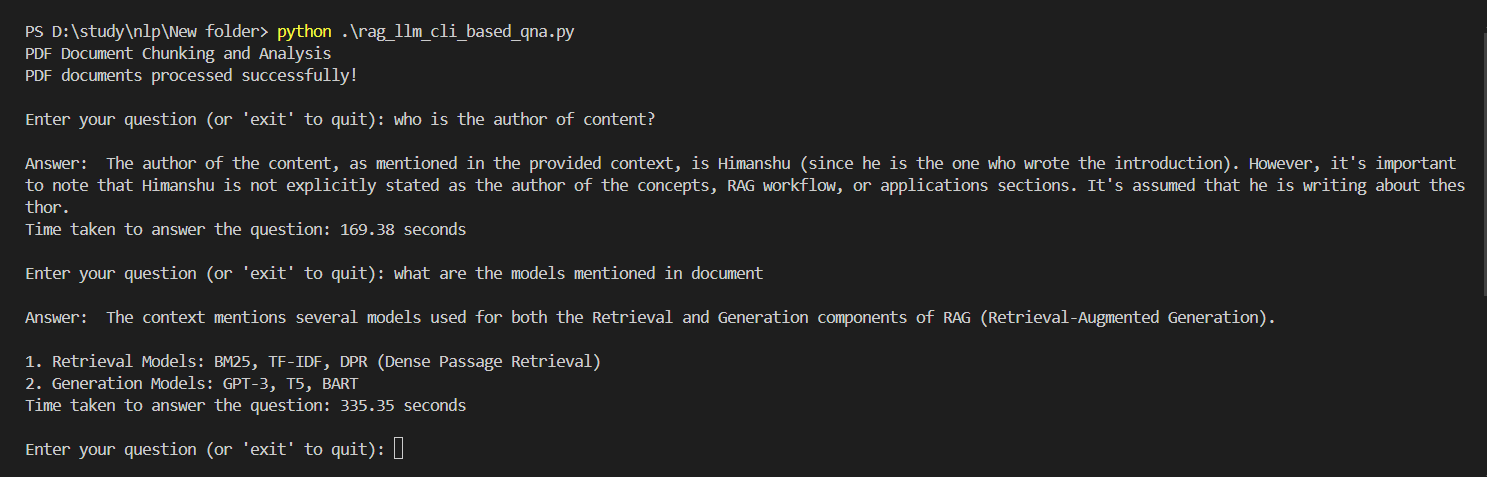 PS D:\study\nlp\New folder> python .\rag_llm_cli_based_qna.py
PDF Document Chunking and Analysis
PDF documents processed successfully!
Enter your question (or 'exit' to quit): who is the author of content?
Answer:  The author of the content, as mentioned in the provided context, is Himanshu (since he is the one who wrote the introduction). However, it's important
to note that Himanshu is not explicitly stated as the author of the concepts, RAG workflow, or applications sections. It's assumed that he is writing about thes
thor.
Time taken to answer the question: 169.38 seconds
Enter your question (or 'exit' to quit): what are the models mentioned in document
Answer:  The context mentions several models used for both the Retrieval and Generation components of RAG (Retrieval-Augmented Generation).
1. Retrieval Models: BM25, TF-IDF, DPR (Dense Passage Retrieval)
2. Generation Models: GPT-3, T5, BART
Time taken to answer the question: 335.35 seconds
Enter your question (or 'exit' to quit):